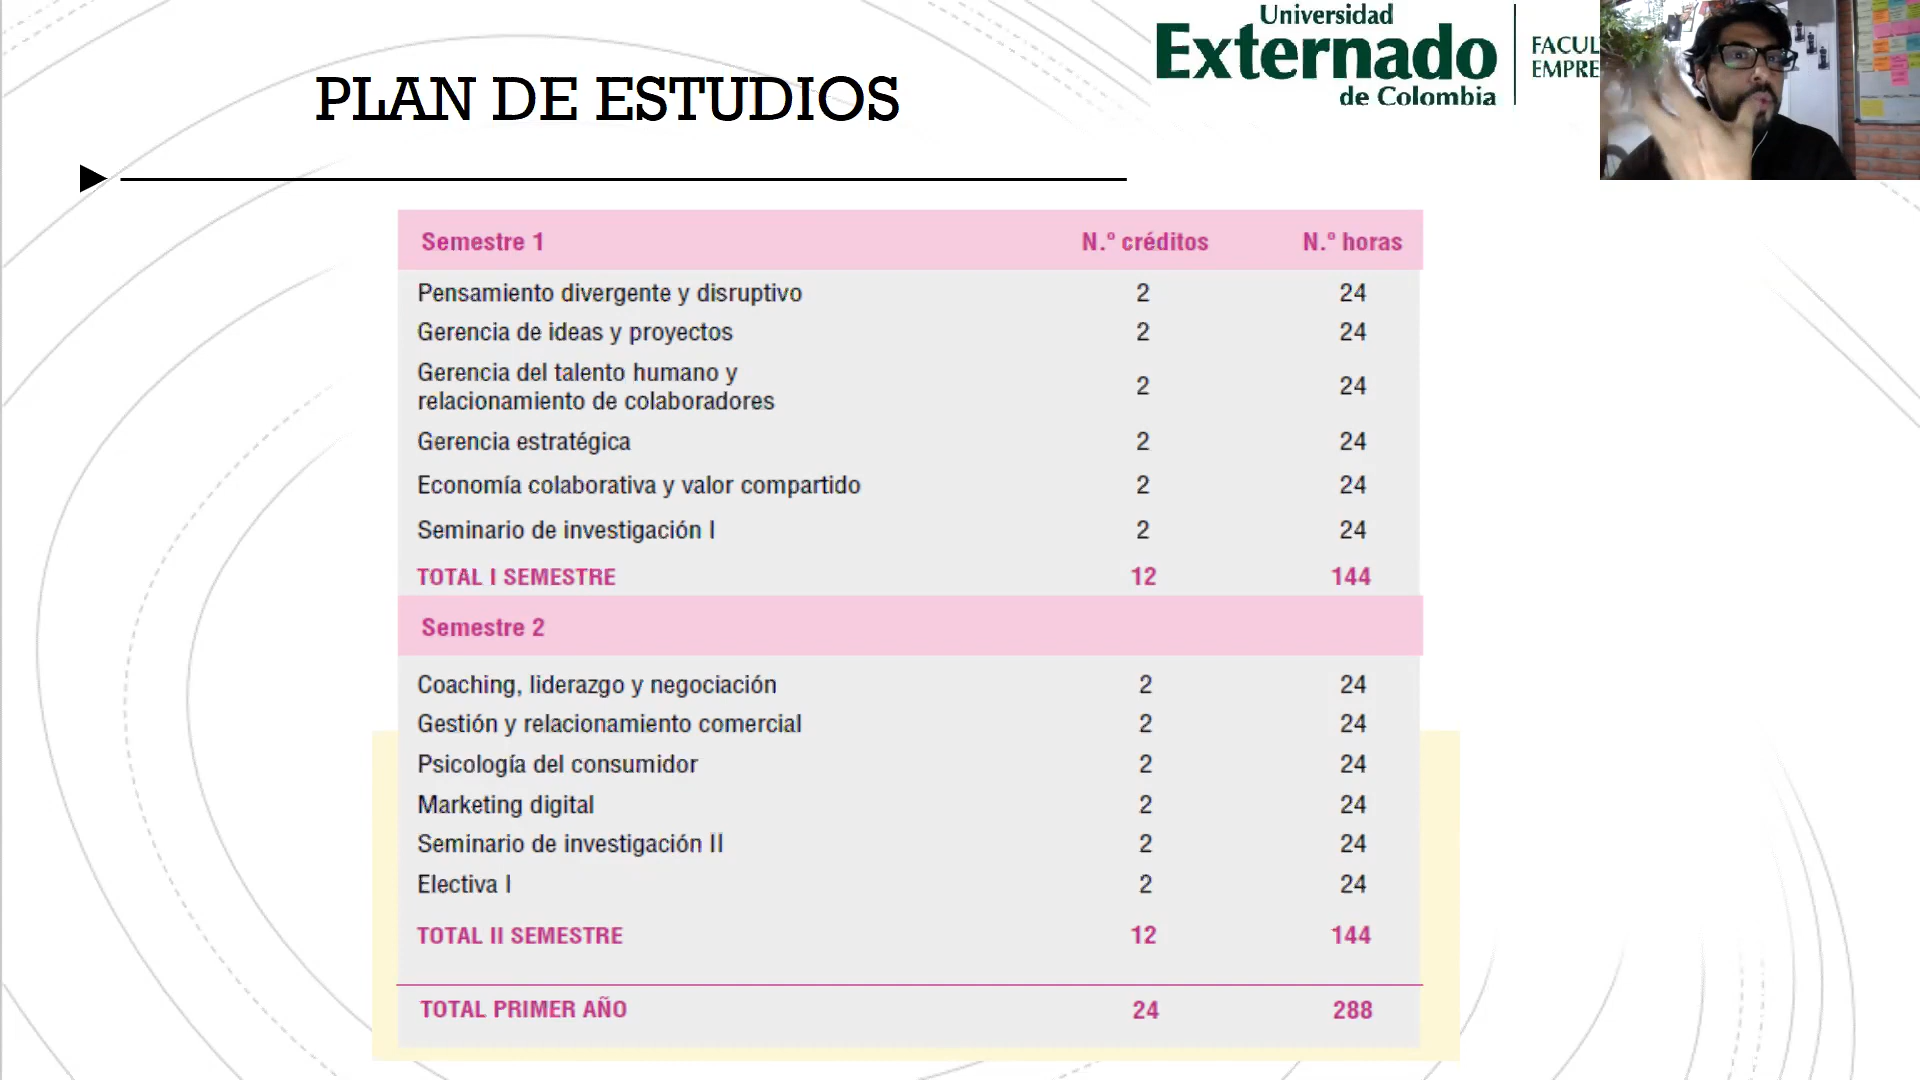 PLAN DE ESTUDIOS
Universidad
Externado
de Colombia
Semestre 1 N.º créditos N.º horas
Pensamiento divergente y disruptivo 2 24
Gerencia de ideas y proyectos 2 24
Gerencia del talento humano y
relacionamiento de colaboradores 2 24
Gerencia estratégica 2 24
Economía colaborativa y valor compartido 2 24
Seminario de investigación I 2 24
TOTAL I SEMESTRE 12 144
Semestre 2
Coaching, liderazgo y negociación 2 24
Gestión y relacionamiento comercial 2 24
Psicología del consumidor 2 24
Marketing digital 2 24
Seminario de investigación II 2 24
Electiva I 2 24
TOTAL II SEMESTRE 12 144
TOTAL PRIMER AÑO 24 288